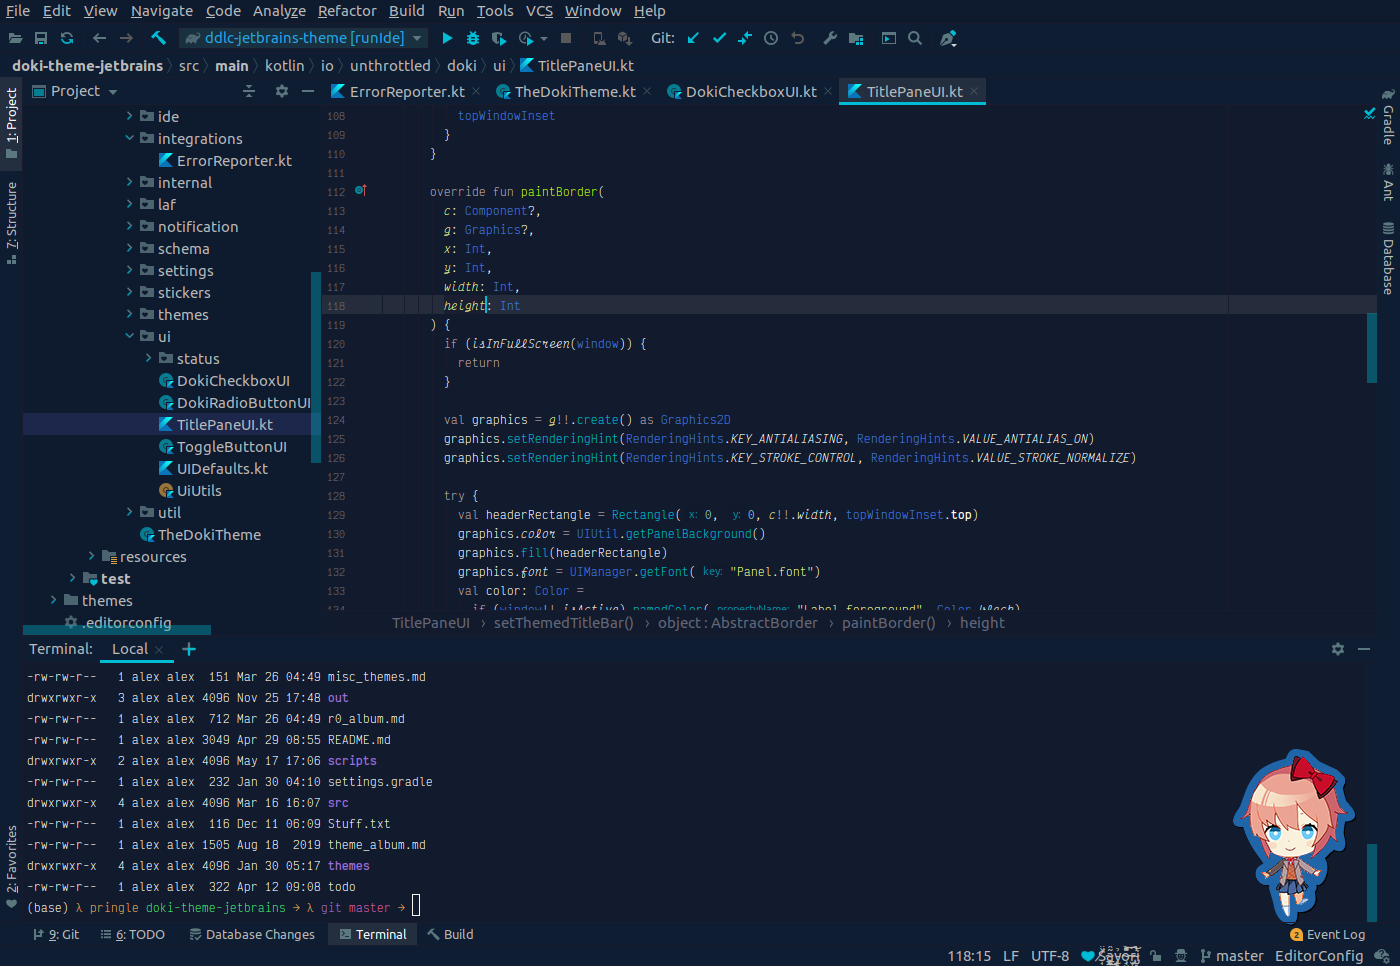 File Edit View Navigate Code Analyze Refactor Build Run Tools VCS Window Help
ddlc-jetbrains-theme [runIde] Git:
doki-theme-jetbrains › src › main › kotlin › io › unthrottled › doki › ui › TitlePaneUI.kt
Project
ErrorReporter.kt TheDokiTheme.kt DokiCheckboxUI.kt TitlePaneUI.kt
1: Project
7: Structure
2: Favorites
ide
integrations
ErrorReporter.kt
internal
laf
notification
schema
settings
stickers
themes
ui
status
DokiCheckboxUI
DokiRadioButtonUI
TitlePaneUI.kt
ToggleButtonUI
UIDefaults.kt
UiUtils
util
TheDokiTheme
resources
test
themes
.editorconfig
108 topWindowInset
109 }
110 }
111
112 override fun paintBorder(
113 c: Component?,
114 g: Graphics?,
115 x: Int,
116 y: Int,
117 width: Int,
118 height: Int
119 ) {
120 if (isInFullScreen(window)) {
121 return
122 }
123
124 val graphics = g!!.create() as Graphics2D
125 graphics.setRenderingHint(RenderingHints.KEY_ANTIALIASING, RenderingHints.VALUE_ANTIALIAS_ON)
126 graphics.setRenderingHint(RenderingHints.KEY_STROKE_CONTROL, RenderingHints.VALUE_STROKE_NORMALIZE)
127
128 try {
129 val headerRectangle = Rectangle( x: 0, y: 0, c!!.width, topWindowInset.top)
130 graphics.color = UIUtil.getPanelBackground()
131 graphics.fill(headerRectangle)
132 graphics.font = UIManager.getFont( key: "Panel.font")
133 val color: Color =
134 if (window!!.isActive) namedColor( propertyName: "Label.foreground", Color.black)
TitlePaneUI › setThemedTitleBar() › object : AbstractBorder › paintBorder() › height
Gradle
Ant
Database
Terminal: Local
-rw-rw-r-- 1 alex alex 151 Mar 26 04:49 misc_themes.md
drwxrwxr-x 3 alex alex 4096 Nov 25 17:48 out
-rw-rw-r-- 1 alex alex 712 Mar 26 04:49 r0_album.md
-rw-rw-r-- 1 alex alex 3049 Apr 29 08:55 README.md
drwxrwxr-x 2 alex alex 4096 May 17 17:06 scripts
-rw-rw-r-- 1 alex alex 232 Jan 30 04:10 settings.gradle
drwxrwxr-x 4 alex alex 4096 Mar 16 16:07 src
-rw-rw-r-- 1 alex alex 116 Dec 11 06:09 Stuff.txt
-rw-rw-r-- 1 alex alex 1505 Aug 18 2019 theme_album.md
drwxrwxr-x 4 alex alex 4096 Jan 30 05:17 themes
-rw-rw-r-- 1 alex alex 322 Apr 12 09:08 todo
(base) λ pringle doki-theme-jetbrains → λ git master →
9: Git 6: TODO Database Changes Terminal Build 2 Event Log
118:15 LF UTF-8 Sayori master EditorConfig